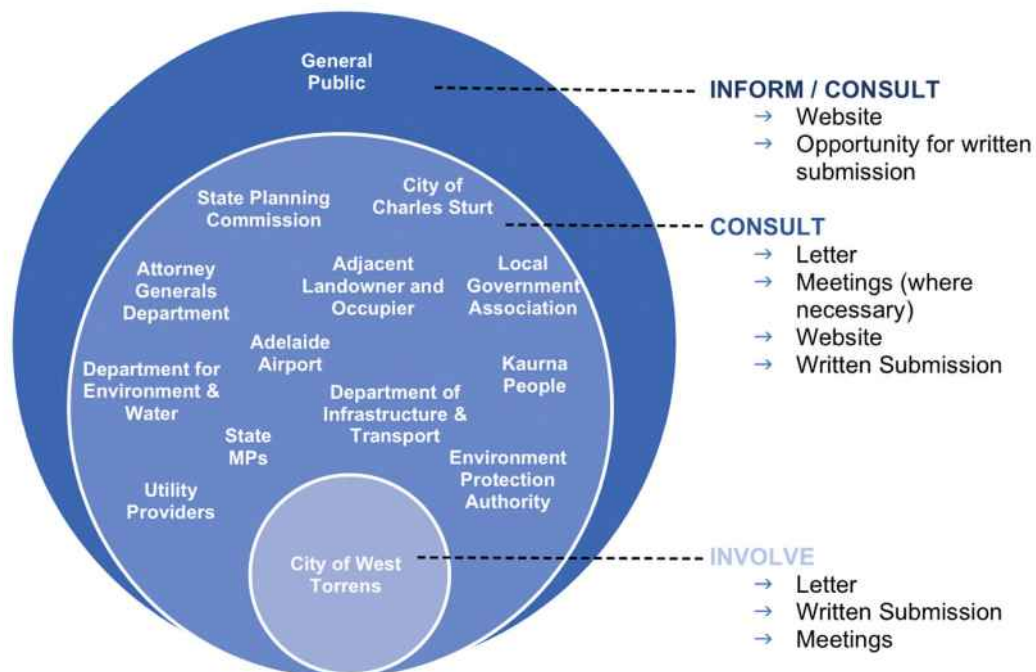 General
Public
INFORM / CONSULT
→ Website
→ Opportunity for written
submission
State Planning
Commission
City of
Charles Sturt
CONSULT
→ Letter
→ Meetings (where
necessary)
→ Website
→ Written Submission
Attorney
Generals
Department
Adjacent
Landowner and
Occupier
Local
Government
Association
Adelaide
Airport
Department for
Environment &
Water
Kaurna
People
Department of
Infrastructure &
Transport
State
MPs
Environment
Protection
Authority
Utility
Providers
City of West
Torrens
INVOLVE
→ Letter
→ Written Submission
→ Meetings